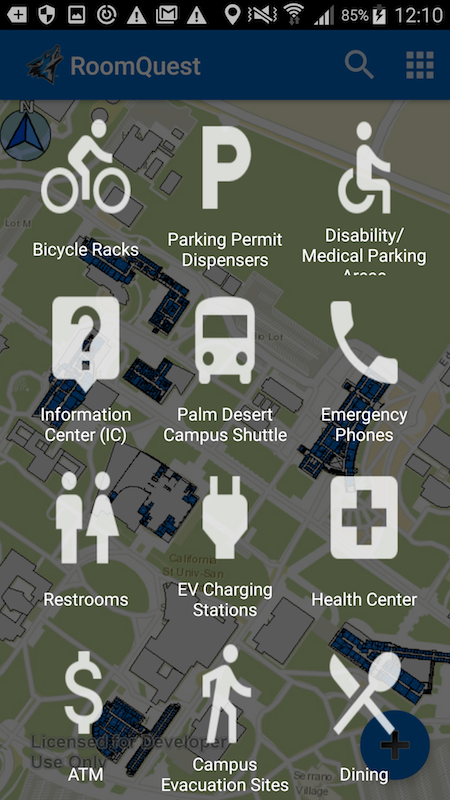 85% 12:10
RoomQuest
N
Lot M
Bicycle Racks
Parking Permit
Dispensers
Disability/
Medical Parking
Areas
Lot
Information
Center (IC)
Palm Desert
Campus Shuttle
Emergency
Phones
California
St Univ-San
Restrooms
EV Charging
Stations
Health Center
Licensed for Developer
Use Only
ATM
Campus
Evacuation Sites
Serrano
Village
Dining